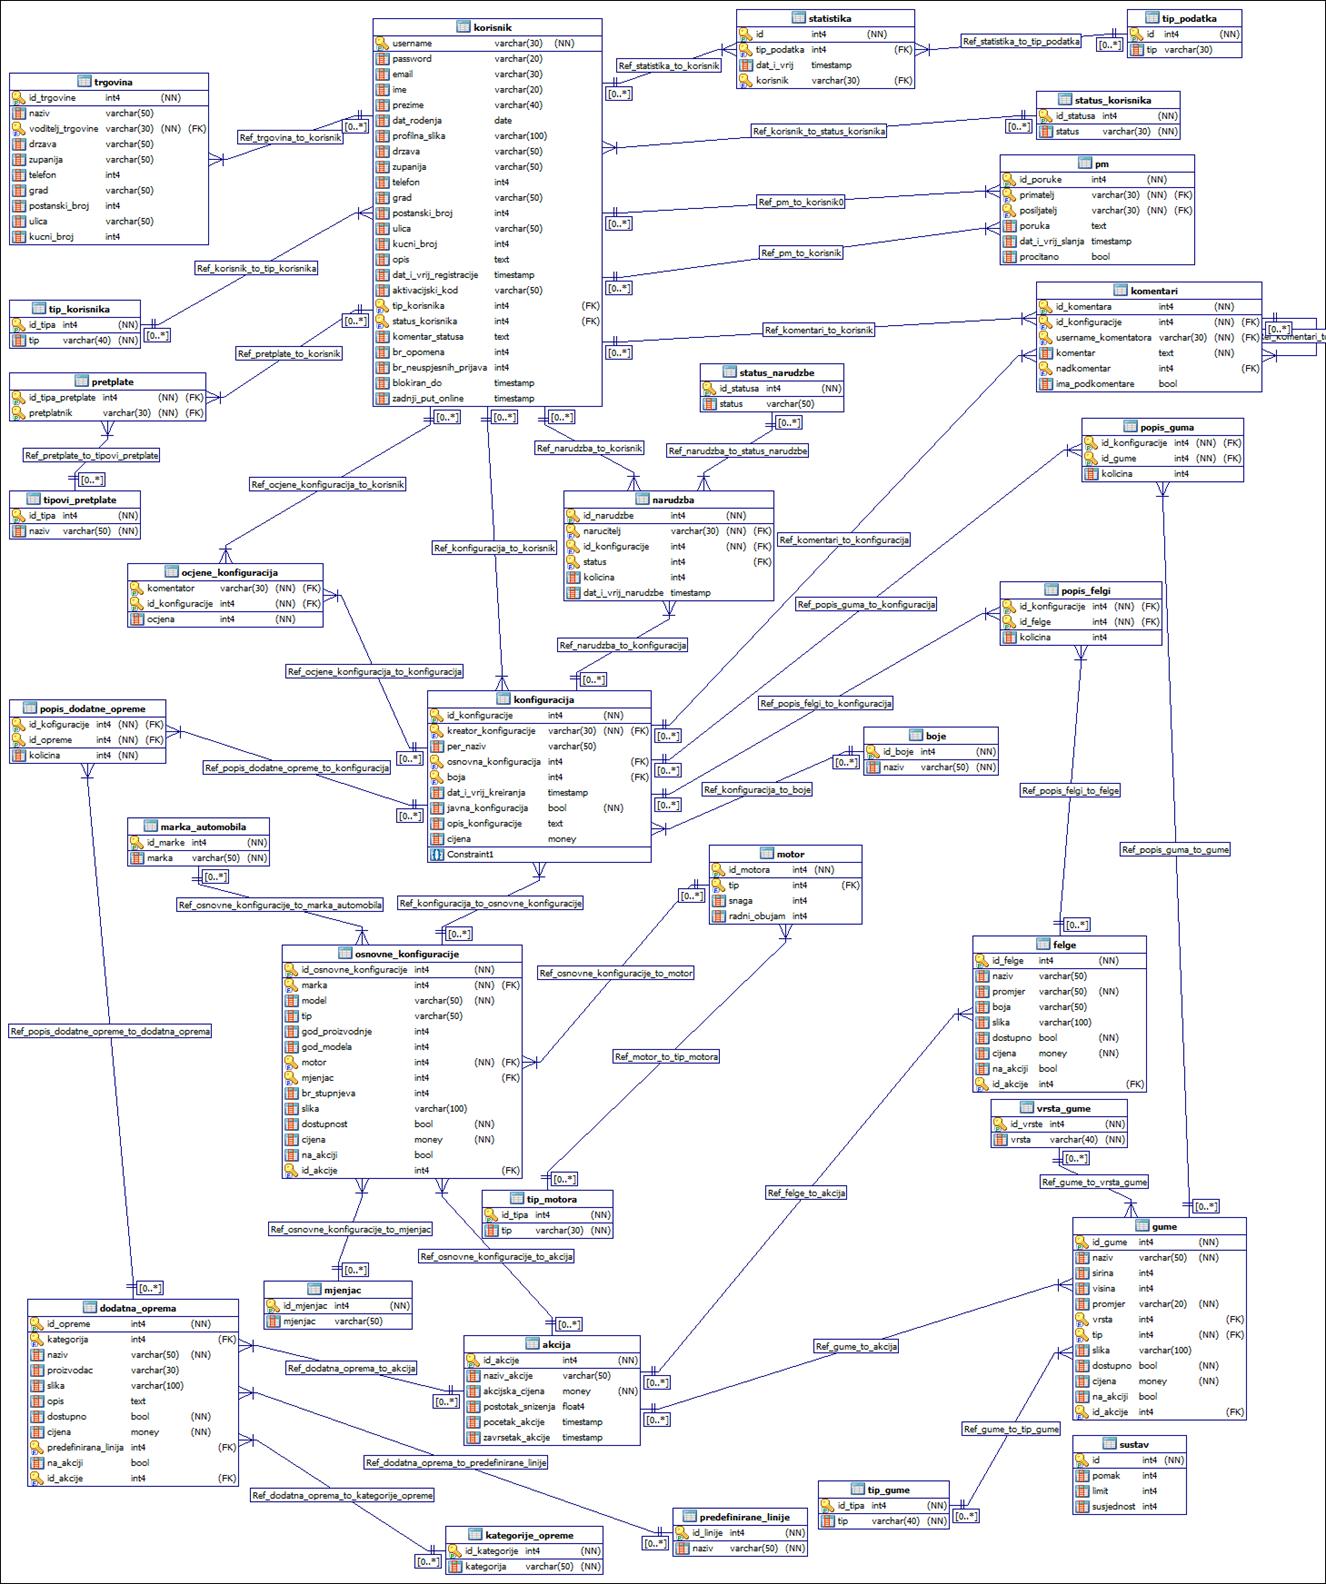 korisnik
username varchar(30) (NN)
password varchar(20)
email varchar(30)
ime varchar(20)
prezime varchar(40)
dat_rodenja date
profilna_slika varchar(100)
drzava varchar(50)
zupanija varchar(50)
telefon int4
grad varchar(50)
postanski_broj int4
ulica varchar(50)
kucni_broj int4
opis text
dat_i_vrij_registracije timestamp
aktivacijski_kod varchar(50)
tip_korisnika int4 (FK)
status_korisnika int4 (FK)
komentar_statusa text
br_opomena int4
br_neuspjesnih_prijava int4
blokiran_do timestamp
zadnji_put_online timestamp
statistika
id int4 (NN)
tip_podatka int4 (FK)
dat_i_vrij timestamp
korisnik varchar(30) (FK)
Ref_statistika_to_tip_podatka
[0..*]
tip_podatka
id int4 (NN)
tip varchar(30)
Ref_statistika_to_korisnik
[0..*]
trgovina
id_trgovine int4 (NN)
naziv varchar(50)
voditelj_trgovine varchar(30) (NN) (FK)
drzava varchar(50)
zupanija varchar(50)
telefon int4
grad varchar(50)
postanski_broj int4
ulica varchar(50)
kucni_broj int4
Ref_trgovina_to_korisnik
[0..*]
status_korisnika
id_statusa int4 (NN)
status varchar(30) (NN)
Ref_korisnik_to_status_korisnika
[0..*]
pm
id_poruke int4 (NN)
primatelj varchar(30) (NN) (FK)
posiljatelj varchar(30) (NN) (FK)
poruka text
dat_i_vrij_slanja timestamp
procitano bool
Ref_pm_to_korisnik0
[0..*]
Ref_pm_to_korisnik
[0..*]
Ref_korisnik_to_tip_korisnika
[0..*]
tip_korisnika
id_tipa int4 (NN)
tip varchar(40) (NN)
komentari
id_komentara int4 (NN)
id_konfiguracije int4 (NN) (FK)
username_komentatora varchar(30) (NN) (FK)
komentar text (NN)
nadkomentar int4 (FK)
ima_podkomentare bool
[0..*]
Ref_komentari_to_korisnik
[0..*]
Ref_pretplate_to_korisnik
[0..*]
pretplate
id_tipa_pretplate int4 (NN) (FK)
pretplatnik varchar(30) (NN) (FK)
Ref_pretplate_to_tipovi_pretplate
[0..*]
tipovi_pretplate
id_tipa int4 (NN)
naziv varchar(50) (NN)
status_narudzbe
id_statusa int4 (NN)
status varchar(50)
[0..*]
Ref_narudzba_to_status_narudzbe
[0..*]
[0..*]
[0..*]
Ref_narudzba_to_korisnik
Ref_ocjene_konfiguracija_to_korisnik
Ref_konfiguracija_to_korisnik
popis_guma
id_konfiguracije int4 (NN) (FK)
id_gume int4 (NN) (FK)
kolicina int4
narudzba
id_narudzbe int4 (NN)
narucitelj varchar(30) (NN) (FK)
id_konfiguracije int4 (NN) (FK)
status int4 (FK)
kolicina int4
dat_i_vrij_narudzbe timestamp
Ref_komentari_to_konfiguracija
ocjene_konfiguracija
komentator varchar(30) (NN) (FK)
id_konfiguracije int4 (NN) (FK)
ocjena int4 (NN)
Ref_popis_guma_to_konfiguracija
popis_felgi
id_konfiguracije int4 (NN) (FK)
id_felge int4 (NN) (FK)
kolicina int4
Ref_narudzba_to_konfiguracija
[0..*]
Ref_ocjene_konfiguracija_to_konfiguracija
[0..*]
konfiguracija
id_konfiguracije int4 (NN)
kreator_konfiguracije varchar(30) (NN) (FK)
per_naziv varchar(50)
osnovna_konfiguracija int4 (FK)
boja int4 (FK)
dat_i_vrij_kreiranja timestamp
javna_konfiguracija bool (NN)
opis_konfiguracije text
cijena money
Constraint1
[0..*]
[0..*]
[0..*]
Ref_popis_felgi_to_konfiguracija
boje
id_boje int4 (NN)
naziv varchar(50) (NN)
[0..*]
Ref_konfiguracija_to_boje
popis_dodatne_opreme
id_kofiguracije int4 (NN) (FK)
id_opreme int4 (NN) (FK)
kolicina int4 (NN)
Ref_popis_dodatne_opreme_to_konfiguracija
[0..*]
Ref_popis_felgi_to_felge
Ref_popis_guma_to_gume
marka_automobila
id_marke int4 (NN)
marka varchar(50) (NN)
[0..*]
Ref_osnovne_konfiguracije_to_marka_automobila
Ref_konfiguracija_to_osnovne_konfiguracije
[0..*]
motor
id_motora int4 (NN)
tip int4 (FK)
snaga int4
radni_obujam int4
[0..*]
Ref_osnovne_konfiguracije_to_motor
[0..*]
osnovne_konfiguracije
id_osnovne_konfiguracije int4 (NN)
marka int4 (NN) (FK)
model varchar(50) (NN)
tip varchar(50)
god_proizvodnje int4
god_modela int4
motor int4 (NN) (FK)
mjenjac int4 (FK)
br_stupnjeva int4
slika varchar(100)
dostupnost bool (NN)
cijena money (NN)
na_akciji bool
id_akcije int4 (FK)
felge
id_felge int4 (NN)
naziv varchar(50)
promjer varchar(50) (NN)
boja varchar(50)
slika varchar(100)
dostupno bool (NN)
cijena money (NN)
na_akciji bool
id_akcije int4 (FK)
Ref_popis_dodatne_opreme_to_dodatna_oprema
Ref_motor_to_tip_motora
[0..*]
vrsta_gume
id_vrste int4 (NN)
vrsta varchar(40) (NN)
[0..*]
Ref_gume_to_vrsta_gume
[0..*]
tip_motora
id_tipa int4 (NN)
tip varchar(30) (NN)
Ref_felge_to_akcija
Ref_osnovne_konfiguracije_to_mjenjac
[0..*]
Ref_osnovne_konfiguracije_to_akcija
[0..*]
mjenjac
id_mjenjac int4 (NN)
mjenjac varchar(50)
gume
id_gume int4 (NN)
naziv varchar(50) (NN)
sirina int4
visina int4
promjer varchar(20) (NN)
vrsta int4 (FK)
tip int4 (NN) (FK)
slika varchar(100)
dostupno bool (NN)
cijena money (NN)
na_akciji bool
id_akcije int4 (FK)
[0..*]
dodatna_oprema
id_opreme int4 (NN)
kategorija int4 (FK)
naziv varchar(50) (NN)
proizvodac varchar(30)
slika varchar(100)
opis text
dostupno bool (NN)
cijena money (NN)
predefinirana_linija int4 (FK)
na_akciji bool
id_akcije int4 (FK)
Ref_dodatna_oprema_to_akcija
[0..*]
akcija
id_akcije int4 (NN)
naziv_akcije varchar(50)
akcijska_cijena money (NN)
postotak_snizenja float4
pocetak_akcije timestamp
zavrsetak_akcije timestamp
[0..*]
[0..*]
Ref_gume_to_akcija
Ref_gume_to_tip_gume
Ref_dodatna_oprema_to_predefinirane_linije
Ref_dodatna_oprema_to_kategorije_opreme
sustav
id int4 (NN)
pomak int4
limit int4
susjednost int4
tip_gume
id_tipa int4 (NN)
tip varchar(40) (NN)
[0..*]
predefinirane_linije
id_linije int4 (NN)
naziv varchar(50) (NN)
[0..*]
kategorije_opreme
id_kategorije int4 (NN)
kategorija varchar(50) (NN)
[0..*]